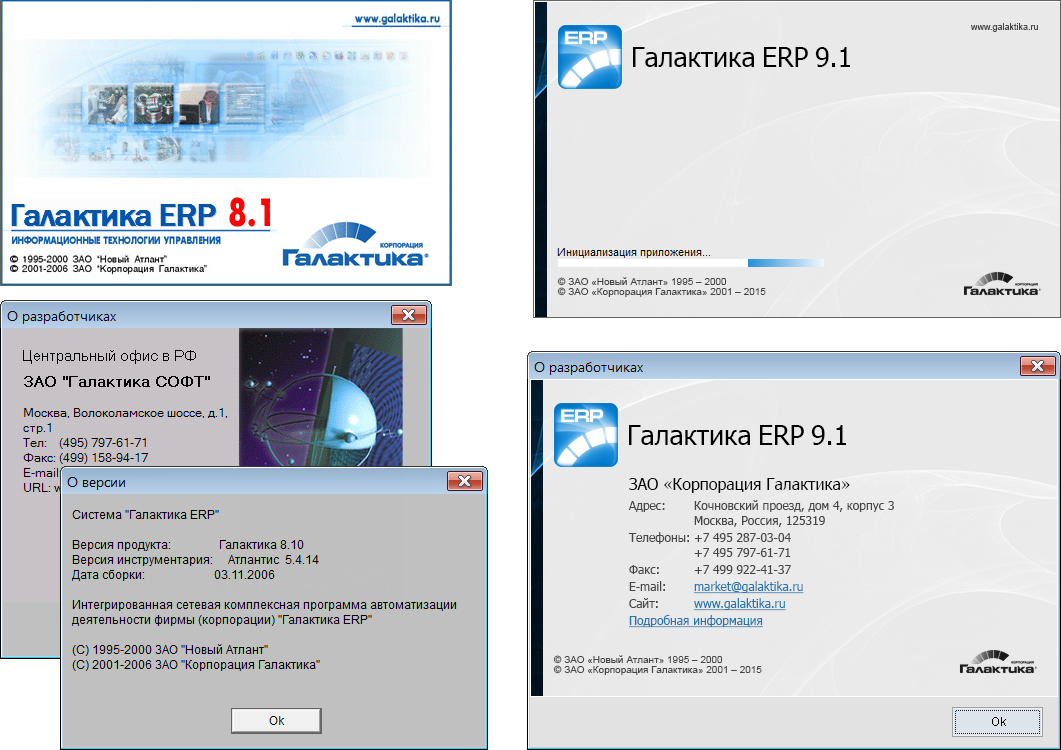 www.galaktika.ru
Галактика ERP 8.1
ИНФОРМАЦИОННЫЕ ТЕХНОЛОГИИ УПРАВЛЕНИЯ
© 1995-2000 ЗАО "Новый Атлант"
© 2001-2006 ЗАО "Корпорация Галактика"
КОРПОРАЦИЯ
Галактика®
ERP
Галактика ERP 9.1
www.galaktika.ru
Инициализация приложения...
© ЗАО «Новый Атлант» 1995 – 2000
© ЗАО «Корпорация Галактика» 2001 – 2015
КОРПОРАЦИЯ
Галактика®
О разработчиках
Центральный офис в РФ
ЗАО "Галактика СОФТ"
Москва, Волоколамское шоссе, д.1,
стр.1
Тел: (495) 797-61-71
Факс: (499) 158-94-17
E-mail:
URL: w
О версии
Система "Галактика ERP"
Версия продукта: Галактика 8.10
Версия инструментария: Атлантис 5.4.14
Дата сборки: 03.11.2006
Интегрированная сетевая комплексная программа автоматизации
деятельности фирмы (корпорации) "Галактика ERP"
(C) 1995-2000 ЗАО "Новый Атлант"
(C) 2001-2006 ЗАО "Корпорация Галактика"
Ok
О разработчиках
ERP
Галактика ERP 9.1
ЗАО «Корпорация Галактика»
Адрес: Кочновский проезд, дом 4, корпус 3
Москва, Россия, 125319
Телефоны: +7 495 287-03-04
+7 495 797-61-71
Факс: +7 499 922-41-37
E-mail: market@galaktika.ru
Сайт: www.galaktika.ru
Подробная информация
© ЗАО «Новый Атлант» 1995 – 2000
© ЗАО «Корпорация Галактика» 2001 – 2015
КОРПОРАЦИЯ
Галактика®
Ok